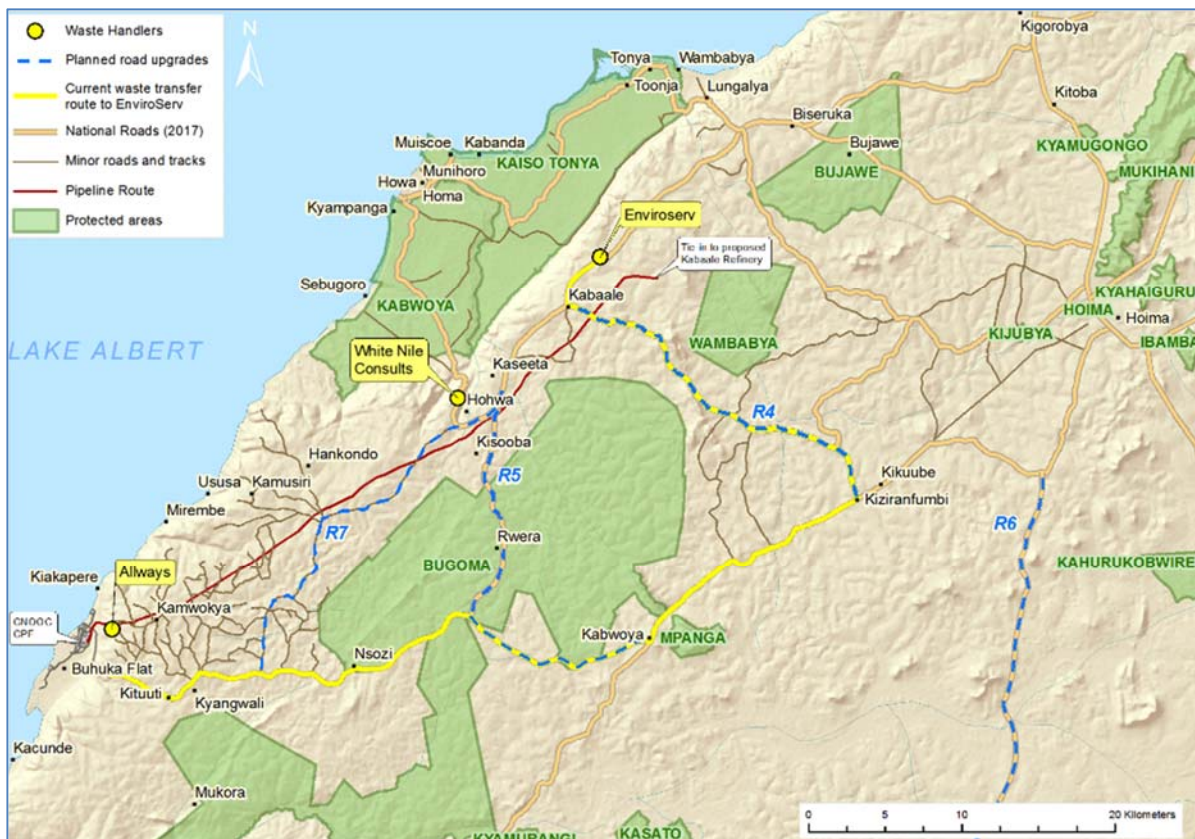 Waste Handlers
Planned road upgrades
Current waste transfer
route to EnviroServ
National Roads (2017)
Minor roads and tracks
Pipeline Route
Protected areas
N
Kigorobya
Tonya
Wambabya
Toonja
Lungalya
Kitoba
Biseruka
KYAMUGONGO
Muiscoe
Kabanda
Bujawe
KAISO TONYA
BUJAWE
MUKIHANI
Munihoro
Howa
Homa
Kyampanga
Enviroserv
Tie in to proposed
Kabaale Refinery
Sebugoro
KABWOYA
Kabaale
KYAHAIGURU
HOIMA
Hoima
KIJUBYA
IBAMBA
WAMBABYA
LAKE ALBERT
White Nile
Consults
Kaseeta
Hohwa
R4
Kisooba
Hankondo
R5
Kikuube
Ususa
Kamusiri
Kiziranfumbi
Mirembe
R7
R6
Rwera
BUGOMA
KAHURUKOBWIRE
Allways
Kiakapere
Kamwokya
CNOOC
CPF
Kabwoya
MPANGA
Buhuka Flat
Nsozi
Kituuti
Kyangwali
Kacunde
Mukora
KASATO
0 5 10 20 Kilometers